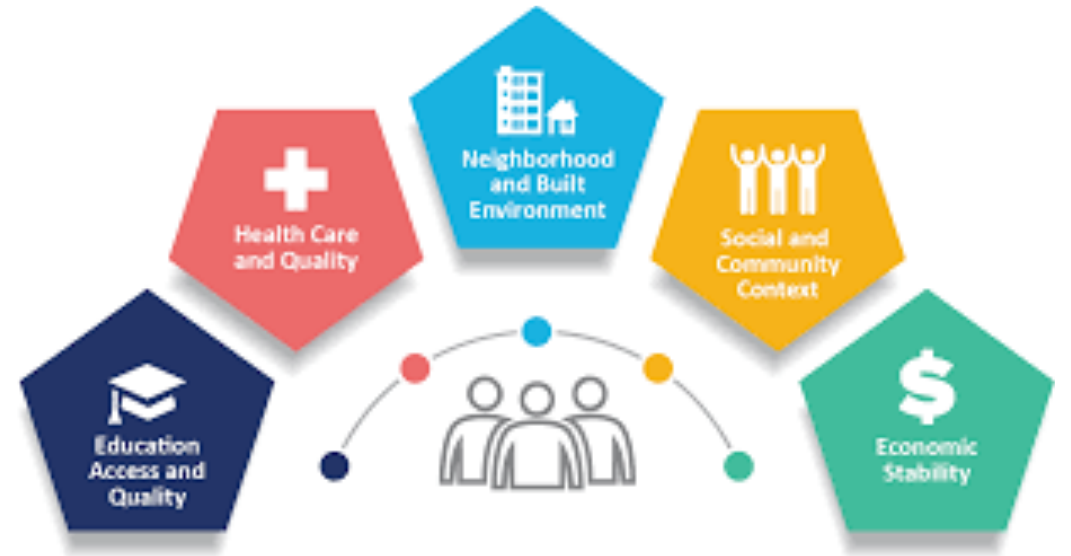 Education
Access and
Quality
Health Care
and Quality
Neighborhood
and Built
Environment
Social and
Community
Context
$
Economic
Stability